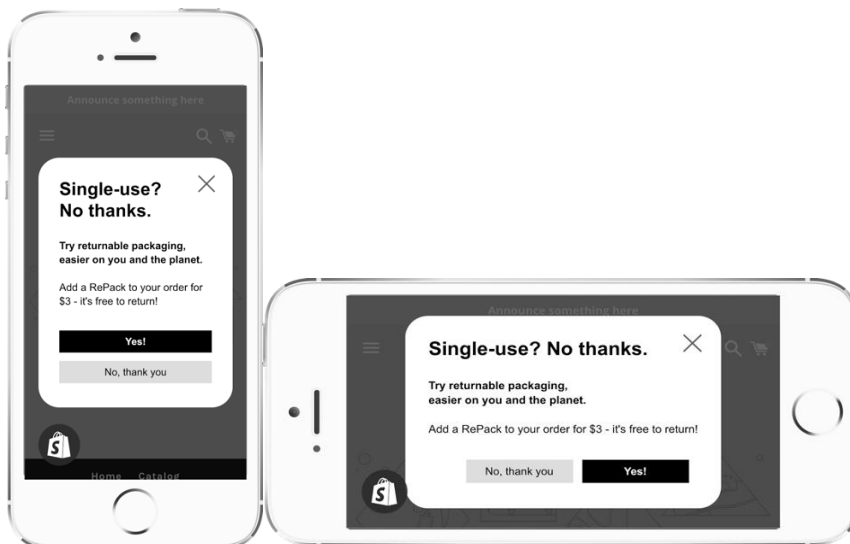 Announce something here
Single-use?
No thanks.
Try returnable packaging,
easier on you and the planet.
Add a RePack to your order for
$3 - it's free to return!
Yes!
No, thank you
Home Catalog
Announce something here
Single-use? No thanks.
Try returnable packaging,
easier on you and the planet.
Add a RePack to your order for $3 - it's free to return!
No, thank you Yes!